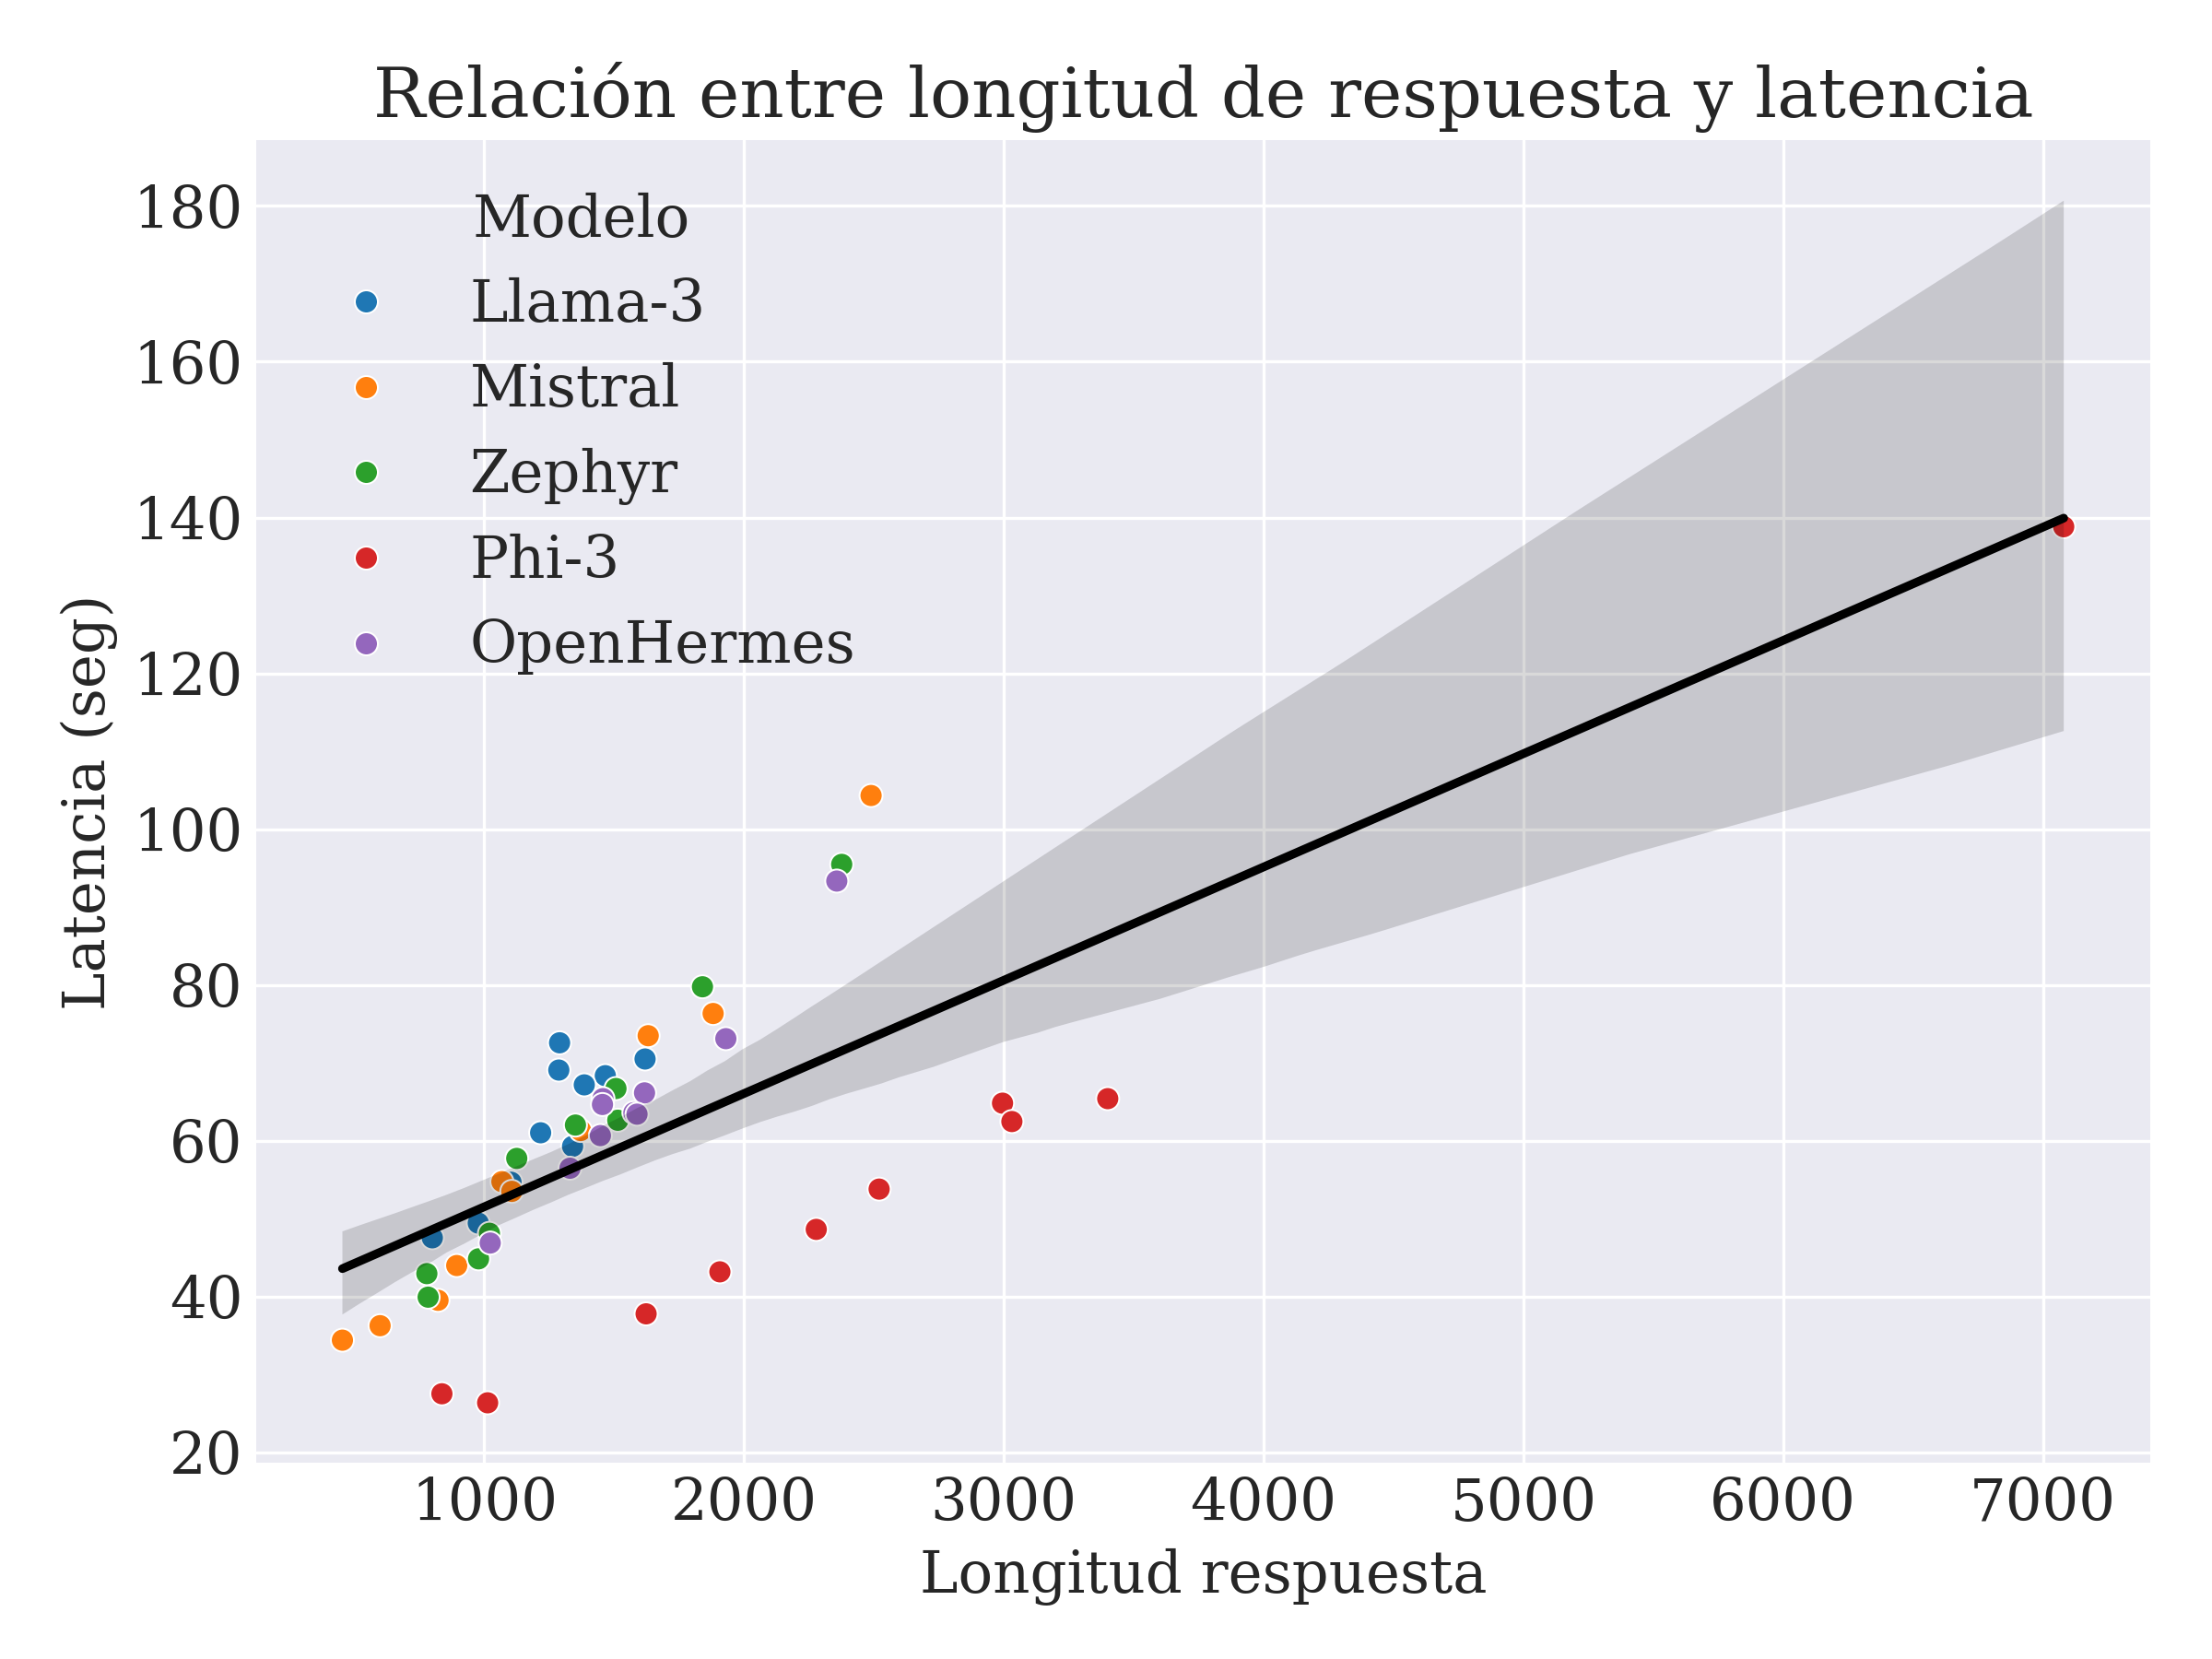 Relación entre longitud de respuesta y latencia
Modelo
Llama-3
Mistral
Zephyr
Phi-3
OpenHermes
Latencia (seg)
180
160
140
120
100
80
60
40
20
1000 2000 3000 4000 5000 6000 7000
Longitud respuesta